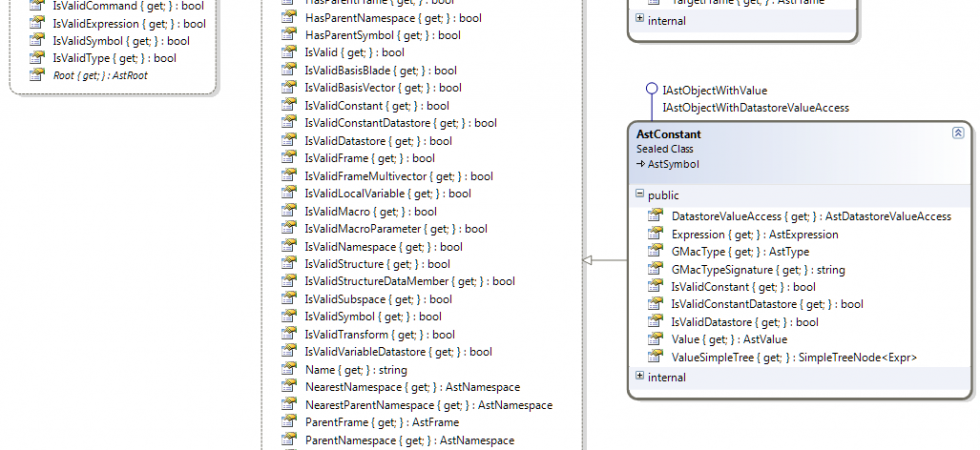 IsValidCommand { get; } : bool
IsValidExpression { get; } : bool
IsValidSymbol { get; } : bool
IsValidType { get; } : bool
Root { get; } : AstRoot
HasParentFrame { get; } : bool
HasParentNamespace { get; } : bool
HasParentSymbol { get; } : bool
IsValid { get; } : bool
IsValidBasisBlade { get; } : bool
IsValidBasisVector { get; } : bool
IsValidConstant { get; } : bool
IsValidConstantDatastore { get; } : bool
IsValidDatastore { get; } : bool
IsValidFrame { get; } : bool
IsValidFrameMultivector { get; } : bool
IsValidLocalVariable { get; } : bool
IsValidMacro { get; } : bool
IsValidMacroParameter { get; } : bool
IsValidNamespace { get; } : bool
IsValidStructure { get; } : bool
IsValidStructureDataMember { get; } : bool
IsValidSubspace { get; } : bool
IsValidSymbol { get; } : bool
IsValidTransform { get; } : bool
IsValidVariableDatastore { get; } : bool
Name { get; } : string
NearestNamespace { get; } : AstNamespace
NearestParentNamespace { get; } : AstNamespace
ParentFrame { get; } : AstFrame
ParentNamespace { get; } : AstNamespace
TargetFrame { get; } : AstFrame
internal
IAstObjectWithValue
IAstObjectWithDatastoreValueAccess
AstConstant
Sealed Class
AstSymbol
public
DatastoreValueAccess { get; } : AstDatastoreValueAccess
Expression { get; } : AstExpression
GMacType { get; } : AstType
GMacTypeSignature { get; } : string
IsValidConstant { get; } : bool
IsValidConstantDatastore { get; } : bool
IsValidDatastore { get; } : bool
Value { get; } : AstValue
ValueSimpleTree { get; } : SimpleTreeNode<Expr>
internal